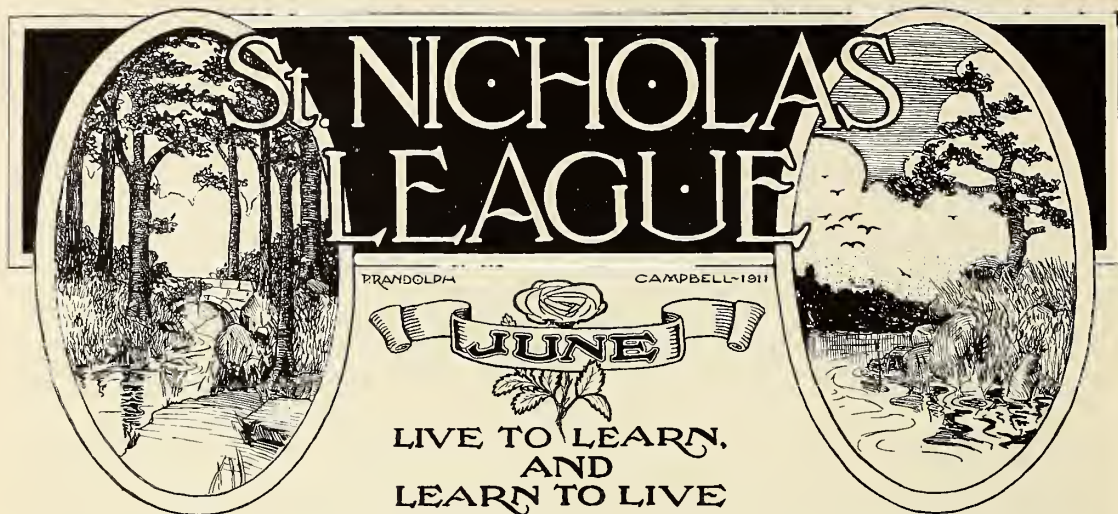 St. NICHOLAS
LEAGUE
P. RANDOLPH CAMPBELL-1911
JUNE
LIVE TO LEARN,
AND
LEARN TO LIVE